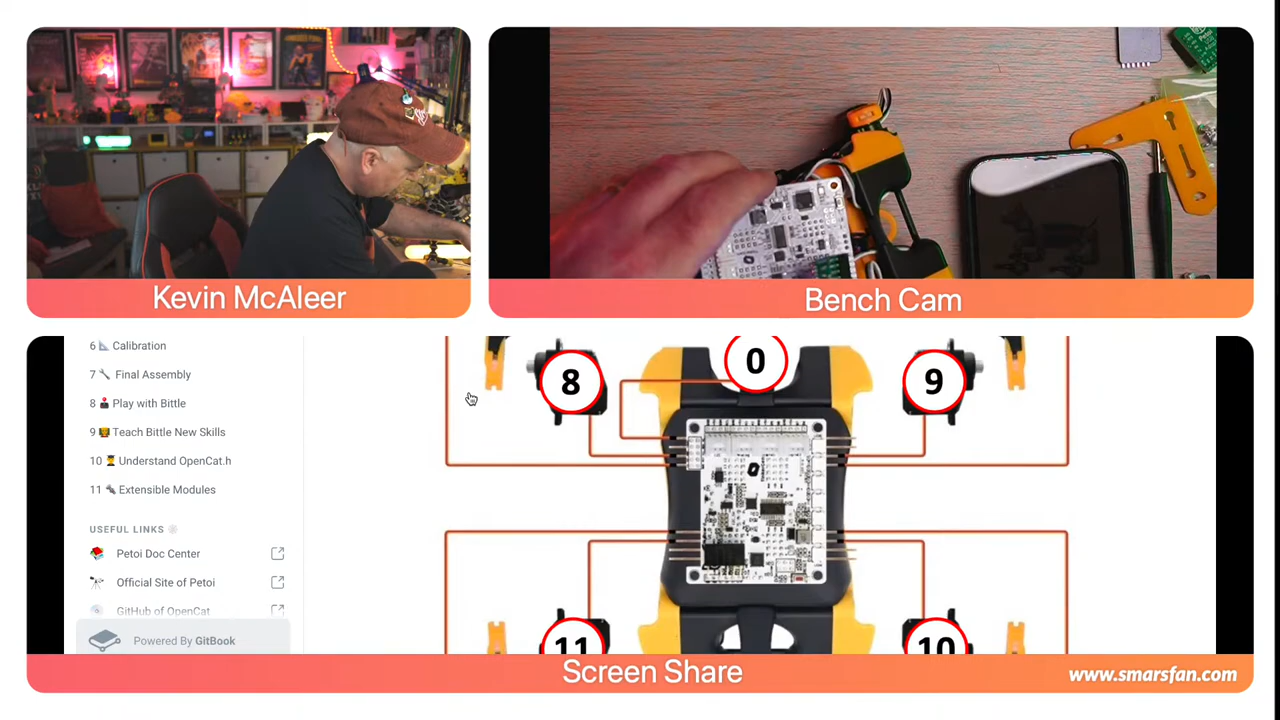 Kevin McAleer
Petoi
Bench Cam
6 Calibration
7 Final Assembly
8 Play with Bittle
9 Teach Bittle New Skills
10 Understand OpenCat.h
11 Extensible Modules
USEFUL LINKS
Petoi Doc Center
Official Site of Petoi
GitHub of OpenCat
Powered By GitBook
0
8
9
11
10
Screen Share
www.smarsfan.com